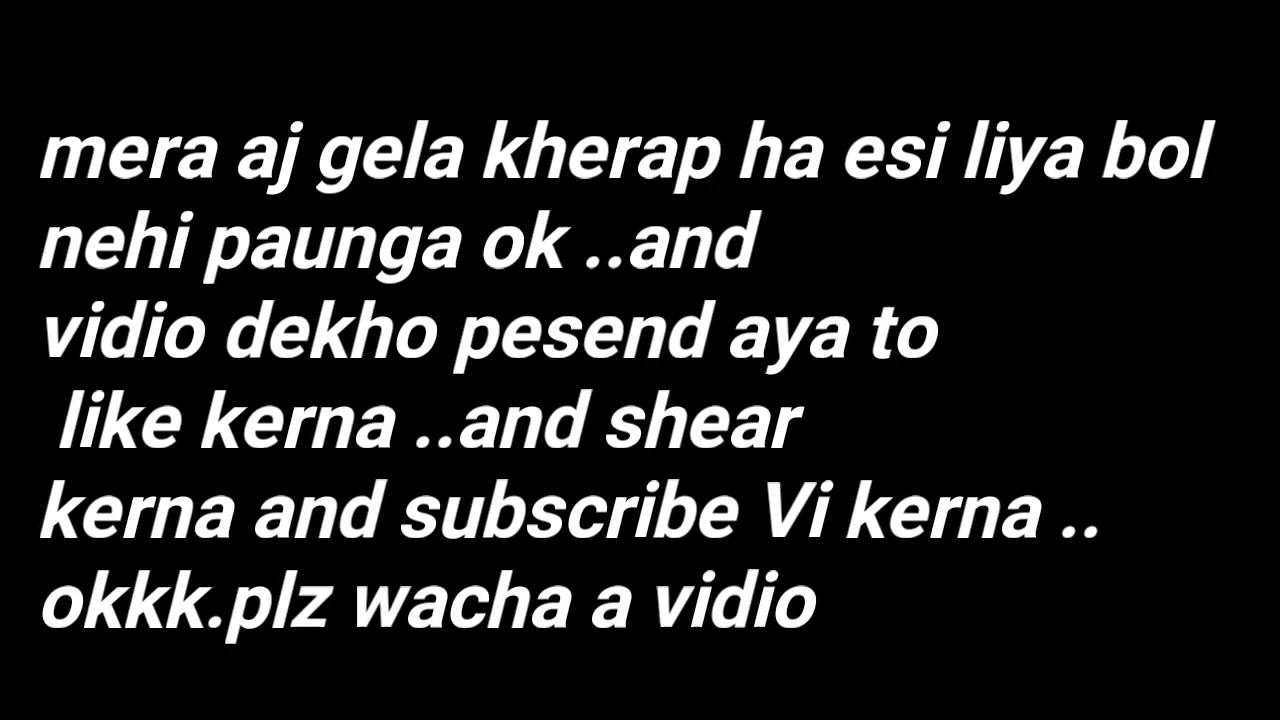 mera aj gela kherap ha esi liya bol
nehi paunga ok ..and
vidio dekho pesend aya to
like kerna ..and shear
kerna and subscribe Vi kerna ..
okkk.plz wacha a vidio